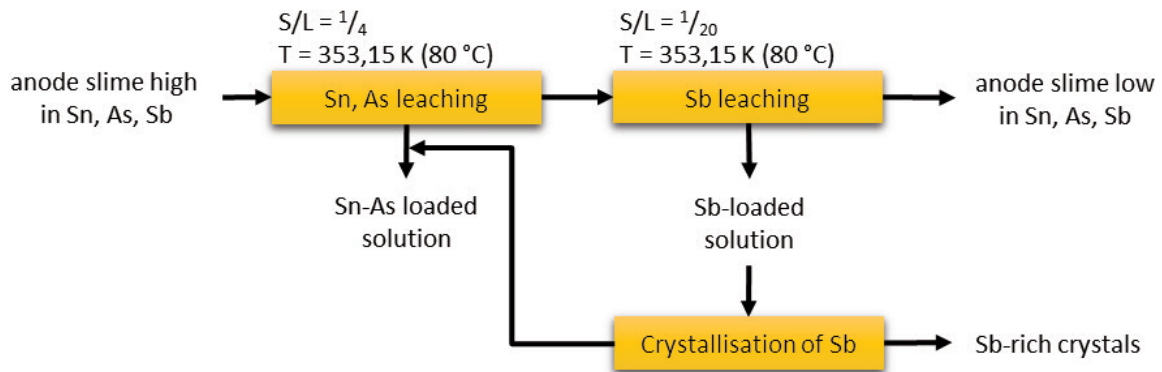 S/L = 1/4
T = 353,15 K (80 °C)
S/L = 1/20
T = 353,15 K (80 °C)
anode slime high
in Sn, As, Sb
Sn, As leaching
Sb leaching
anode slime low
in Sn, As, Sb
Sn-As loaded
solution
Sb-loaded
solution
Crystallisation of Sb
Sb-rich crystals